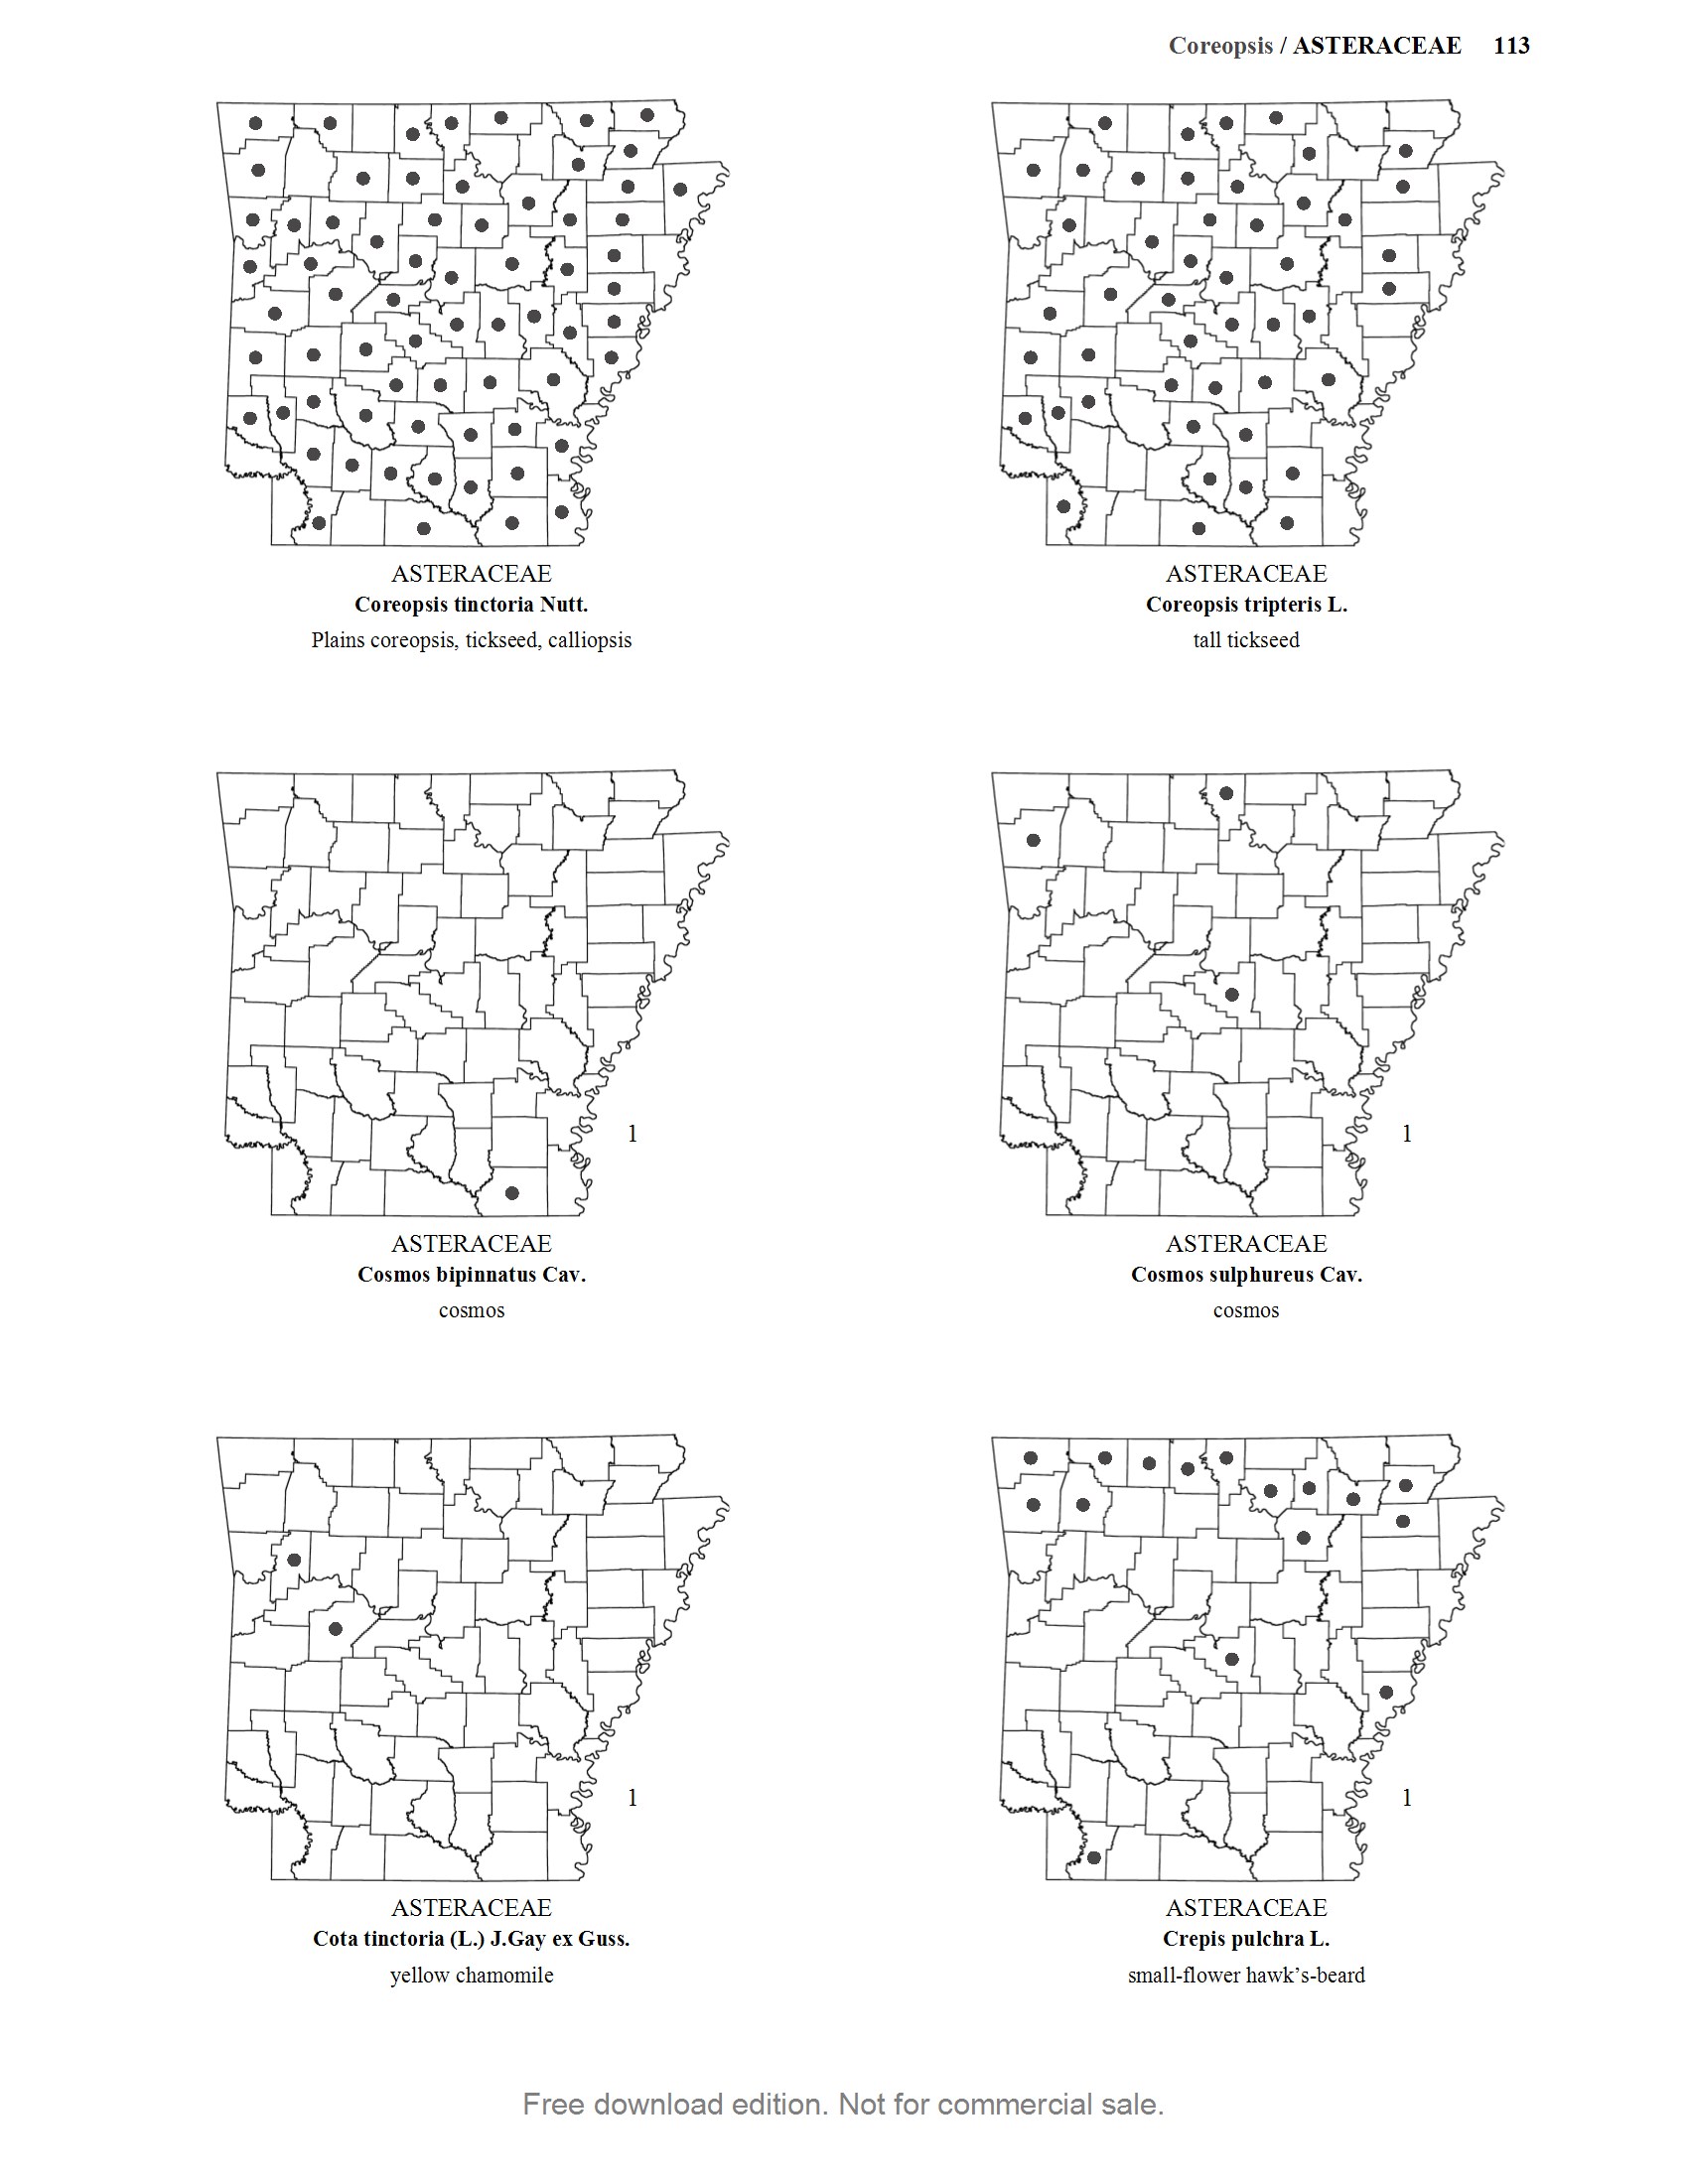 Coreopsis / ASTERACEAE 113
ASTERACEAE
Coreopsis tinctoria Nutt.
Plains coreopsis, tickseed, calliopsis
ASTERACEAE
Coreopsis tripteris L.
tall tickseed
1
ASTERACEAE
Cosmos bipinnatus Cav.
cosmos
1
ASTERACEAE
Cosmos sulphureus Cav.
cosmos
1
ASTERACEAE
Cota tinctoria (L.) J.Gay ex Guss.
yellow chamomile
1
ASTERACEAE
Crepis pulchra L.
small-flower hawk’s-beard
Free download edition. Not for commercial sale.